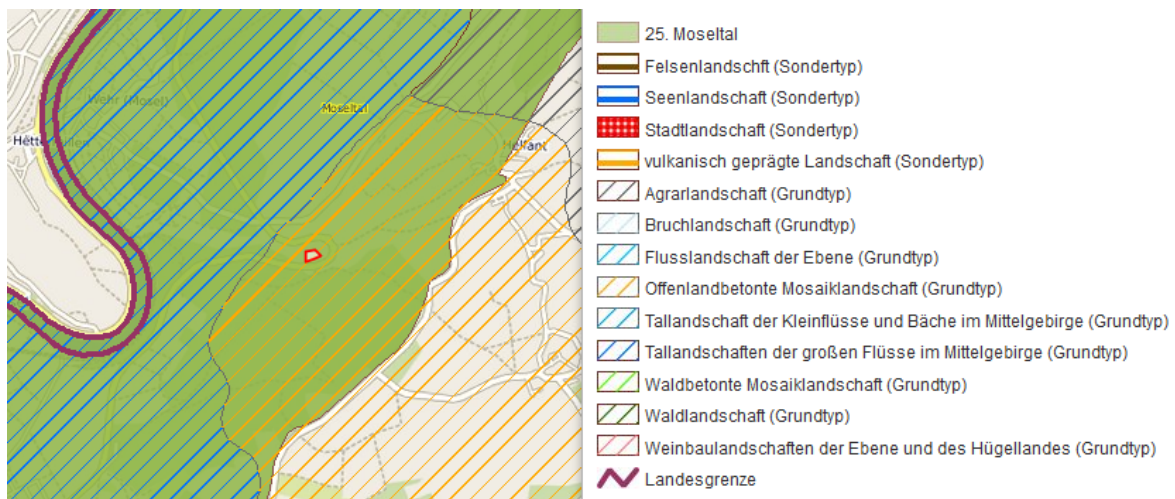 Wehr (Mosel)
Moseltal
Helfant
25. Moseltal
Felsenlandschft (Sondertyp)
Seenlandschaft (Sondertyp)
Stadtlandschaft (Sondertyp)
vulkanisch geprägte Landschaft (Sondertyp)
Agrarlandschaft (Grundtyp)
Bruchlandschaft (Grundtyp)
Flusslandschaft der Ebene (Grundtyp)
Offenlandbetonte Mosaiklandschaft (Grundtyp)
Tallandschaft der Kleinflüsse und Bäche im Mittelgebirge (Grundtyp)
Tallandschaften der großen Flüsse im Mittelgebirge (Grundtyp)
Waldbetonte Mosaiklandschaft (Grundtyp)
Waldlandschaft (Grundtyp)
Weinbaulandschaften der Ebene und des Hügellandes (Grundtyp)
Landesgrenze